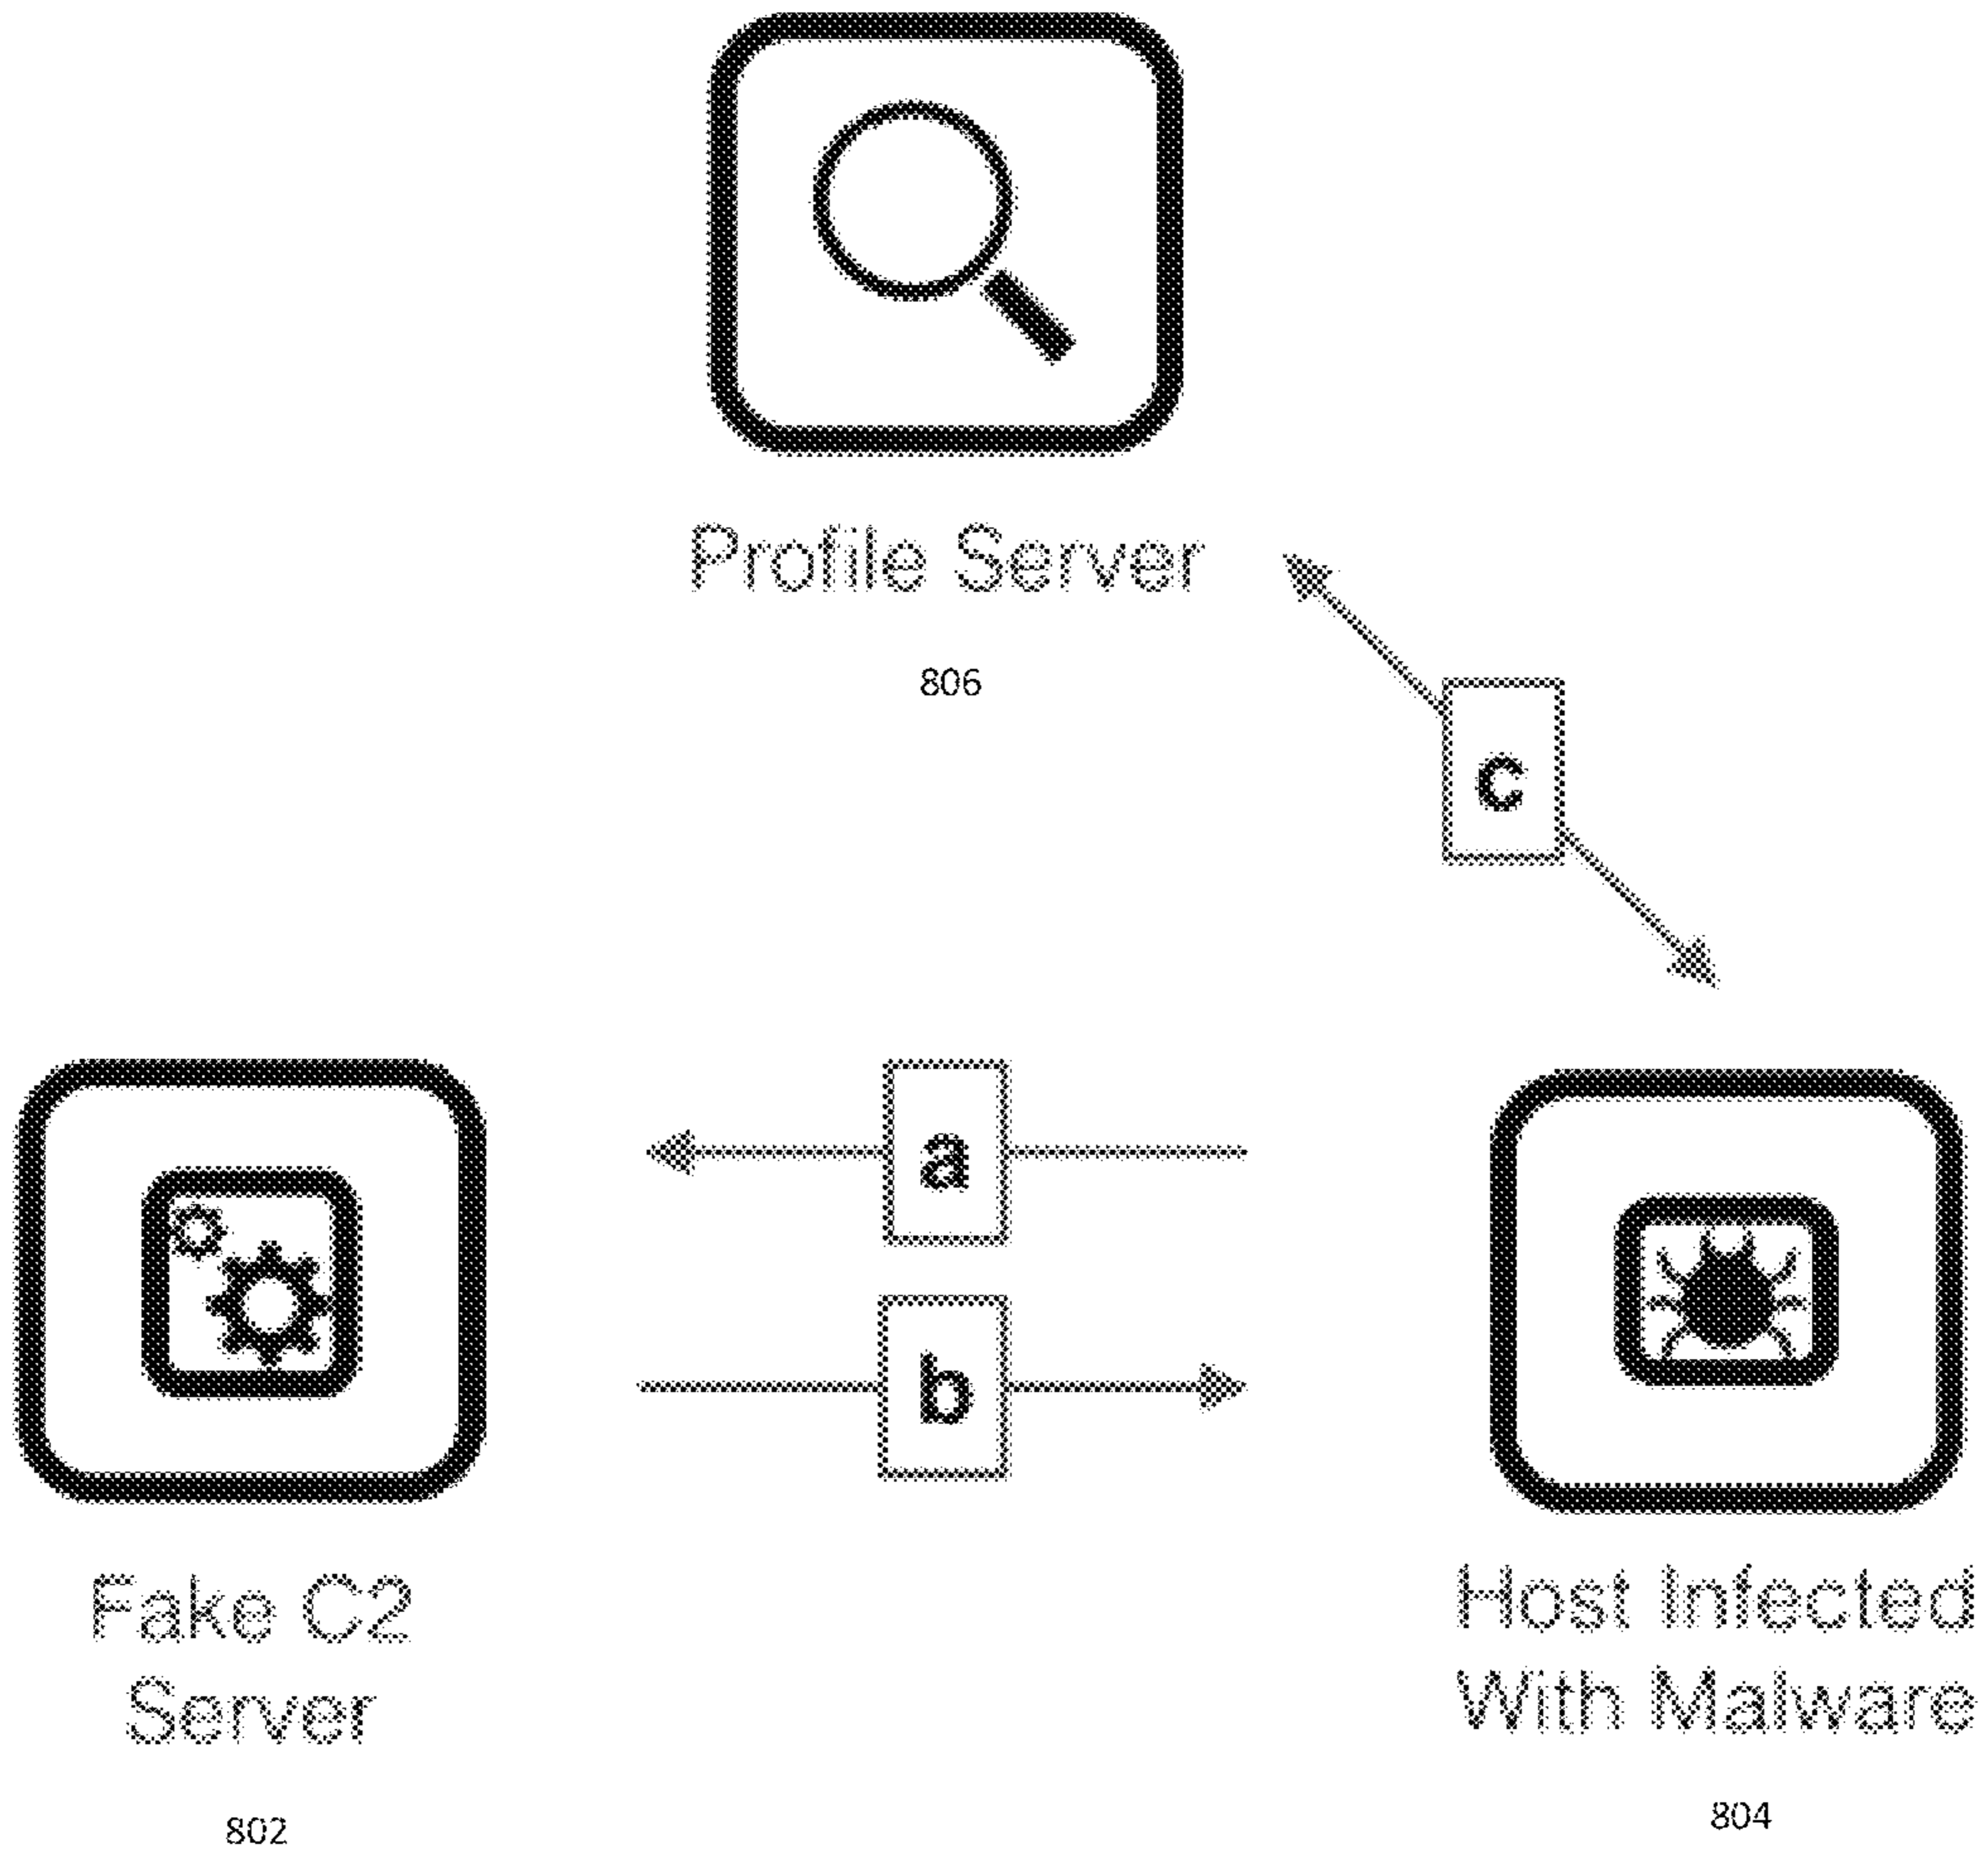 Profile Server
806
c
a
b
Fake C2
Server
802
Host Infected
With Malware
804